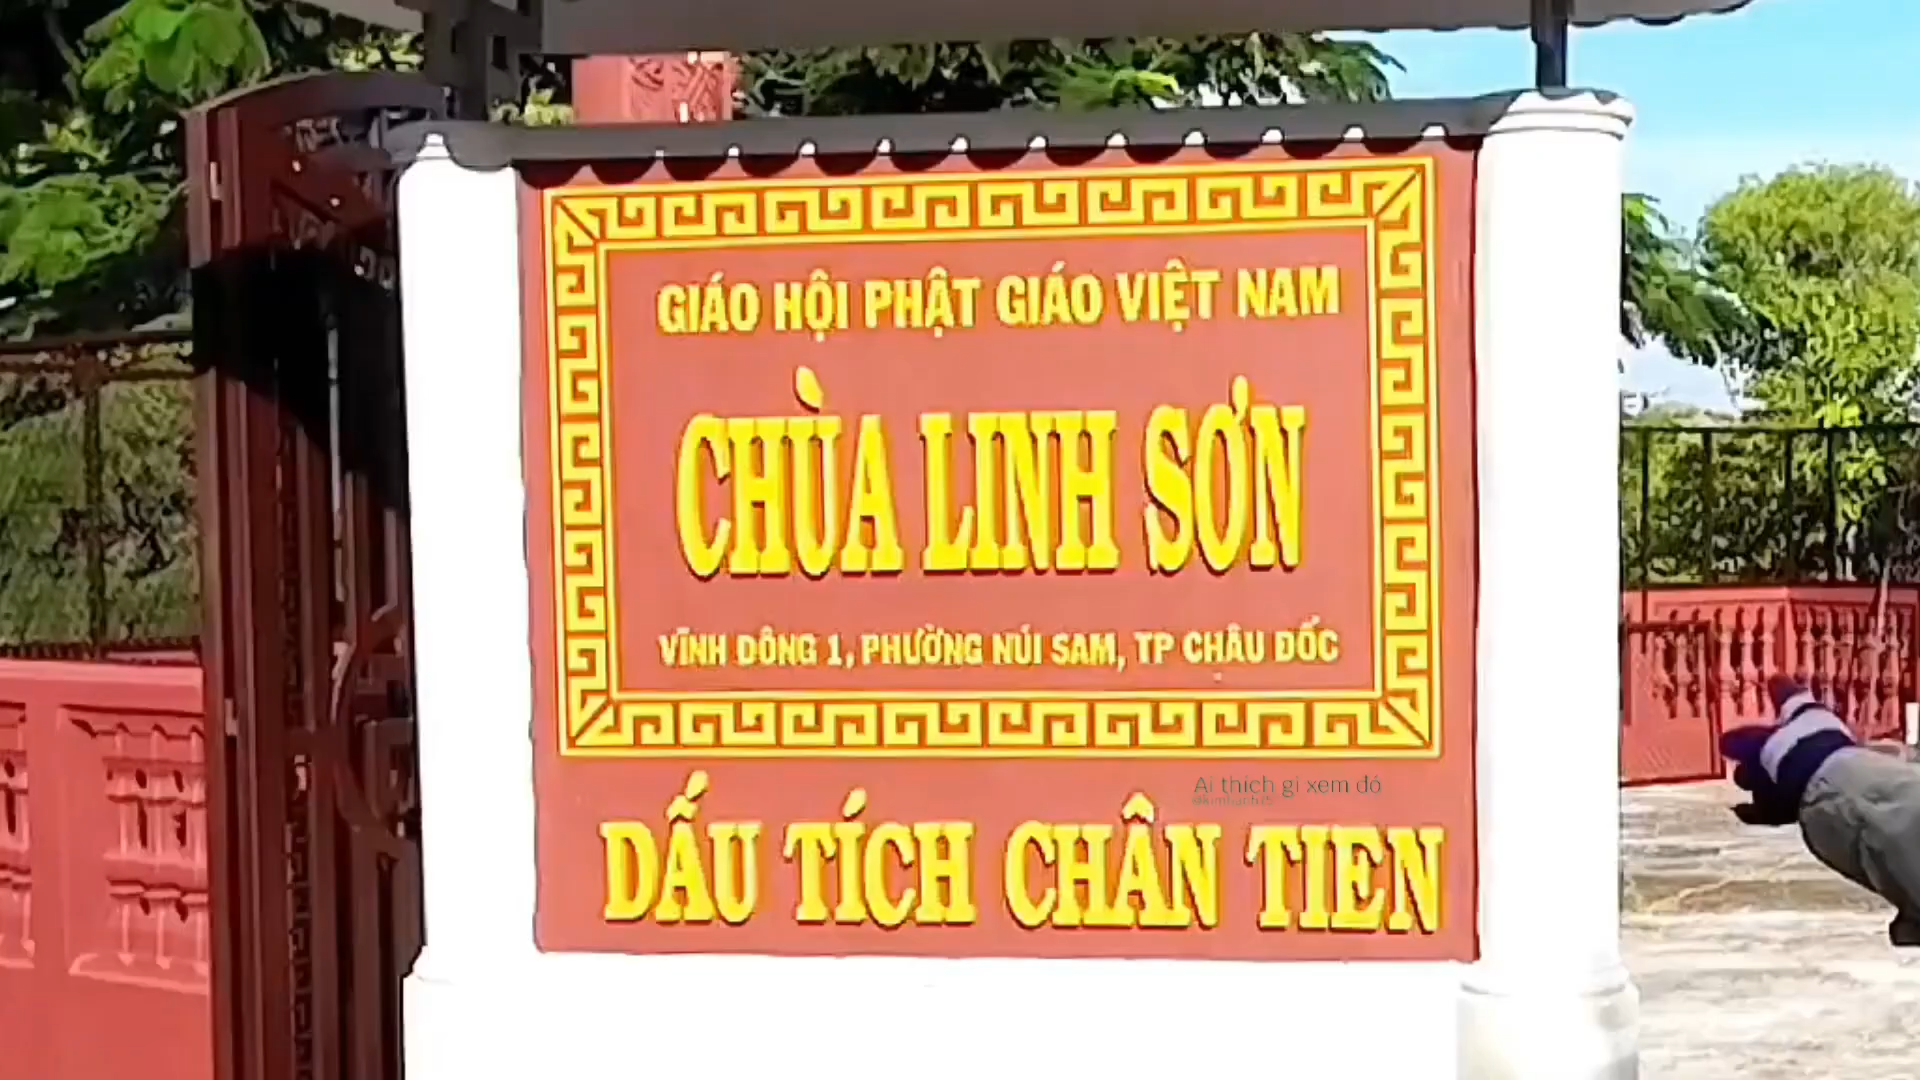 GIÁO HỘI PHẬT GIÁO VIỆT NAM
CHÙA LINH SƠN
VĨNH ĐÔNG 1, PHƯỜNG NÚI SAM, TP CHÂU ĐỐC
Ai thích gì xem đó
DẤU TÍCH CHÂN TIEN